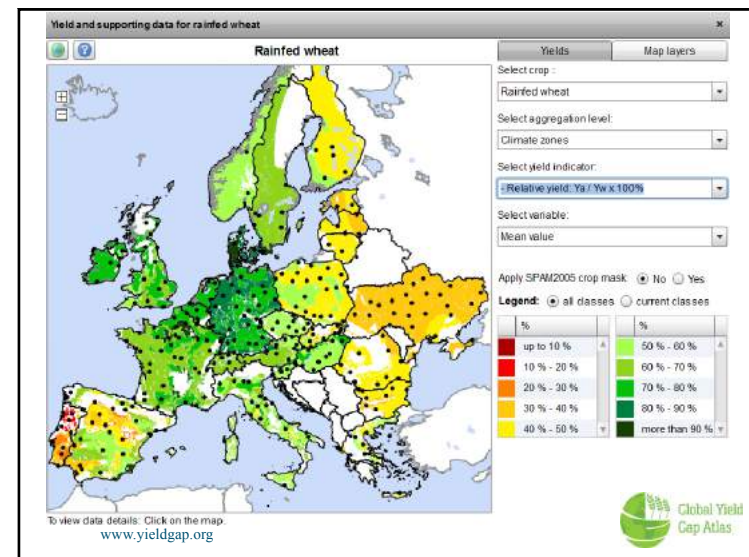 Yield and supporting data for rainfed wheat
Rainfed wheat
Yields
Map layers
Select crop :
Rainfed wheat
Select aggregation level:
Climate zones
Select yield indicator:
- Relative yield: Ya / Yw x 100%
Select variable:
Mean value
Apply SPAM2005 crop mask No Yes
Legend: all classes current classes
% %
up to 10 % 50 % - 60 %
10 % - 20 % 60 % - 70 %
20 % - 30 % 70 % - 80 %
30 % - 40 % 80 % - 90 %
40 % - 50 % more than 90 %
To view data details: Click on the map.
www.yieldgap.org
Global Yield
Gap Atlas